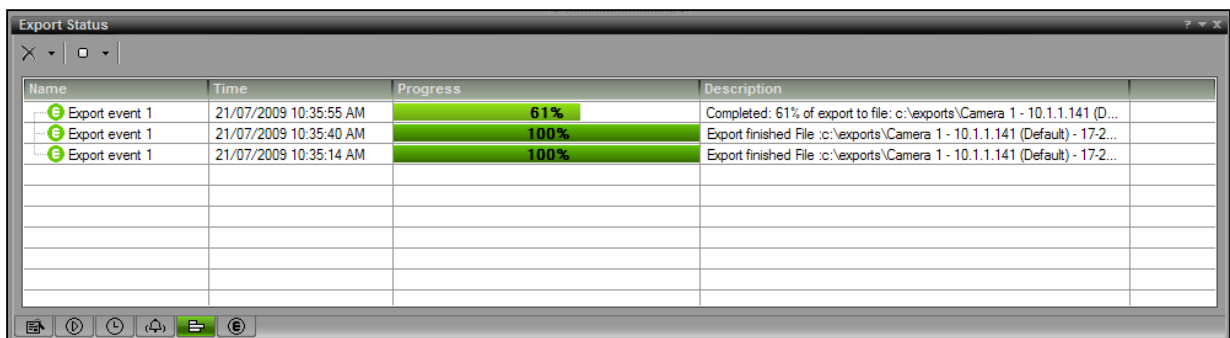 Export Status
Name Time Progress Description
Export event 1 21/07/2009 10:35:55 AM 61% Completed: 61% of export to file: c:\exports\Camera 1 - 10.1.1.141 (D...
Export event 1 21/07/2009 10:35:40 AM 100% Export finished File :c:\exports\Camera 1 - 10.1.1.141 (Default) - 17-2...
Export event 1 21/07/2009 10:35:14 AM 100% Export finished File :c:\exports\Camera 1 - 10.1.1.141 (Default) - 17-2...